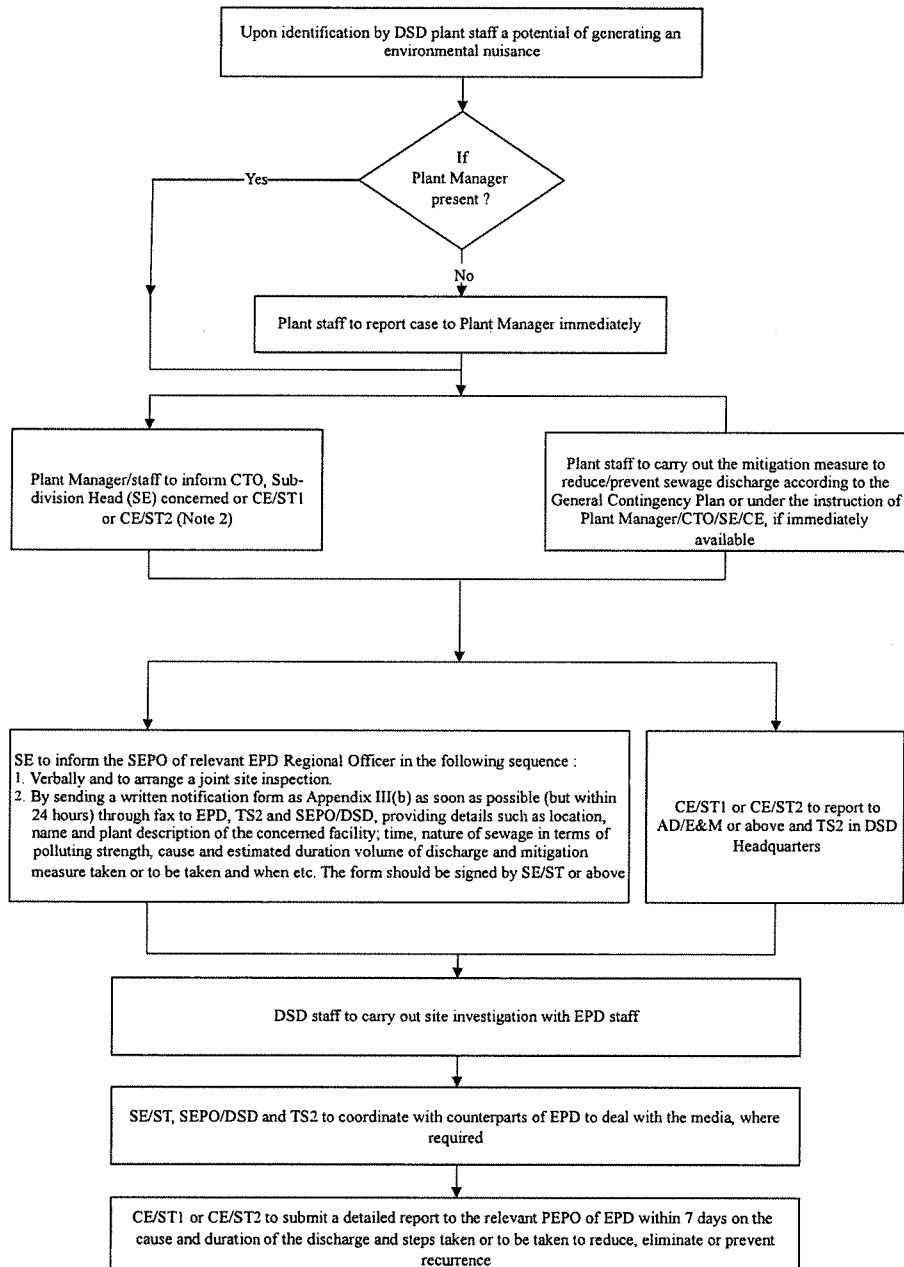 Upon identification by DSD plant staff a potential of generating an
environmental nuisance
If
Plant Manager
present ?
Yes
No
Plant staff to report case to Plant Manager immediately
Plant Manager/staff to inform CTO, Sub-
division Head (SE) concerned or CE/ST1
or CE/ST2 (Note 2)
Plant staff to carry out the mitigation measure to
reduce/prevent sewage discharge according to the
General Contingency Plan or under the instruction of
Plant Manager/CTO/SE/CE, if immediately
available
SE to inform the SEPO of relevant EPD Regional Officer in the following sequence :
1. Verbally and to arrange a joint site inspection.
2. By sending a written notification form as Appendix III(b) as soon as possible (but within
24 hours) through fax to EPD, TS2 and SEPO/DSD, providing details such as location,
name and plant description of the concerned facility; time, nature of sewage in terms of
polluting strength, cause and estimated duration volume of discharge and mitigation
measure taken or to be taken and when etc. The form should be signed by SE/ST or above
CE/ST1 or CE/ST2 to report to
AD/E&M or above and TS2 in DSD
Headquarters
DSD staff to carry out site investigation with EPD staff
SE/ST, SEPO/DSD and TS2 to coordinate with counterparts of EPD to deal with the media, where
required
CE/ST1 or CE/ST2 to submit a detailed report to the relevant PEPO of EPD within 7 days on the
cause and duration of the discharge and steps taken or to be taken to reduce, eliminate or prevent
recurrence